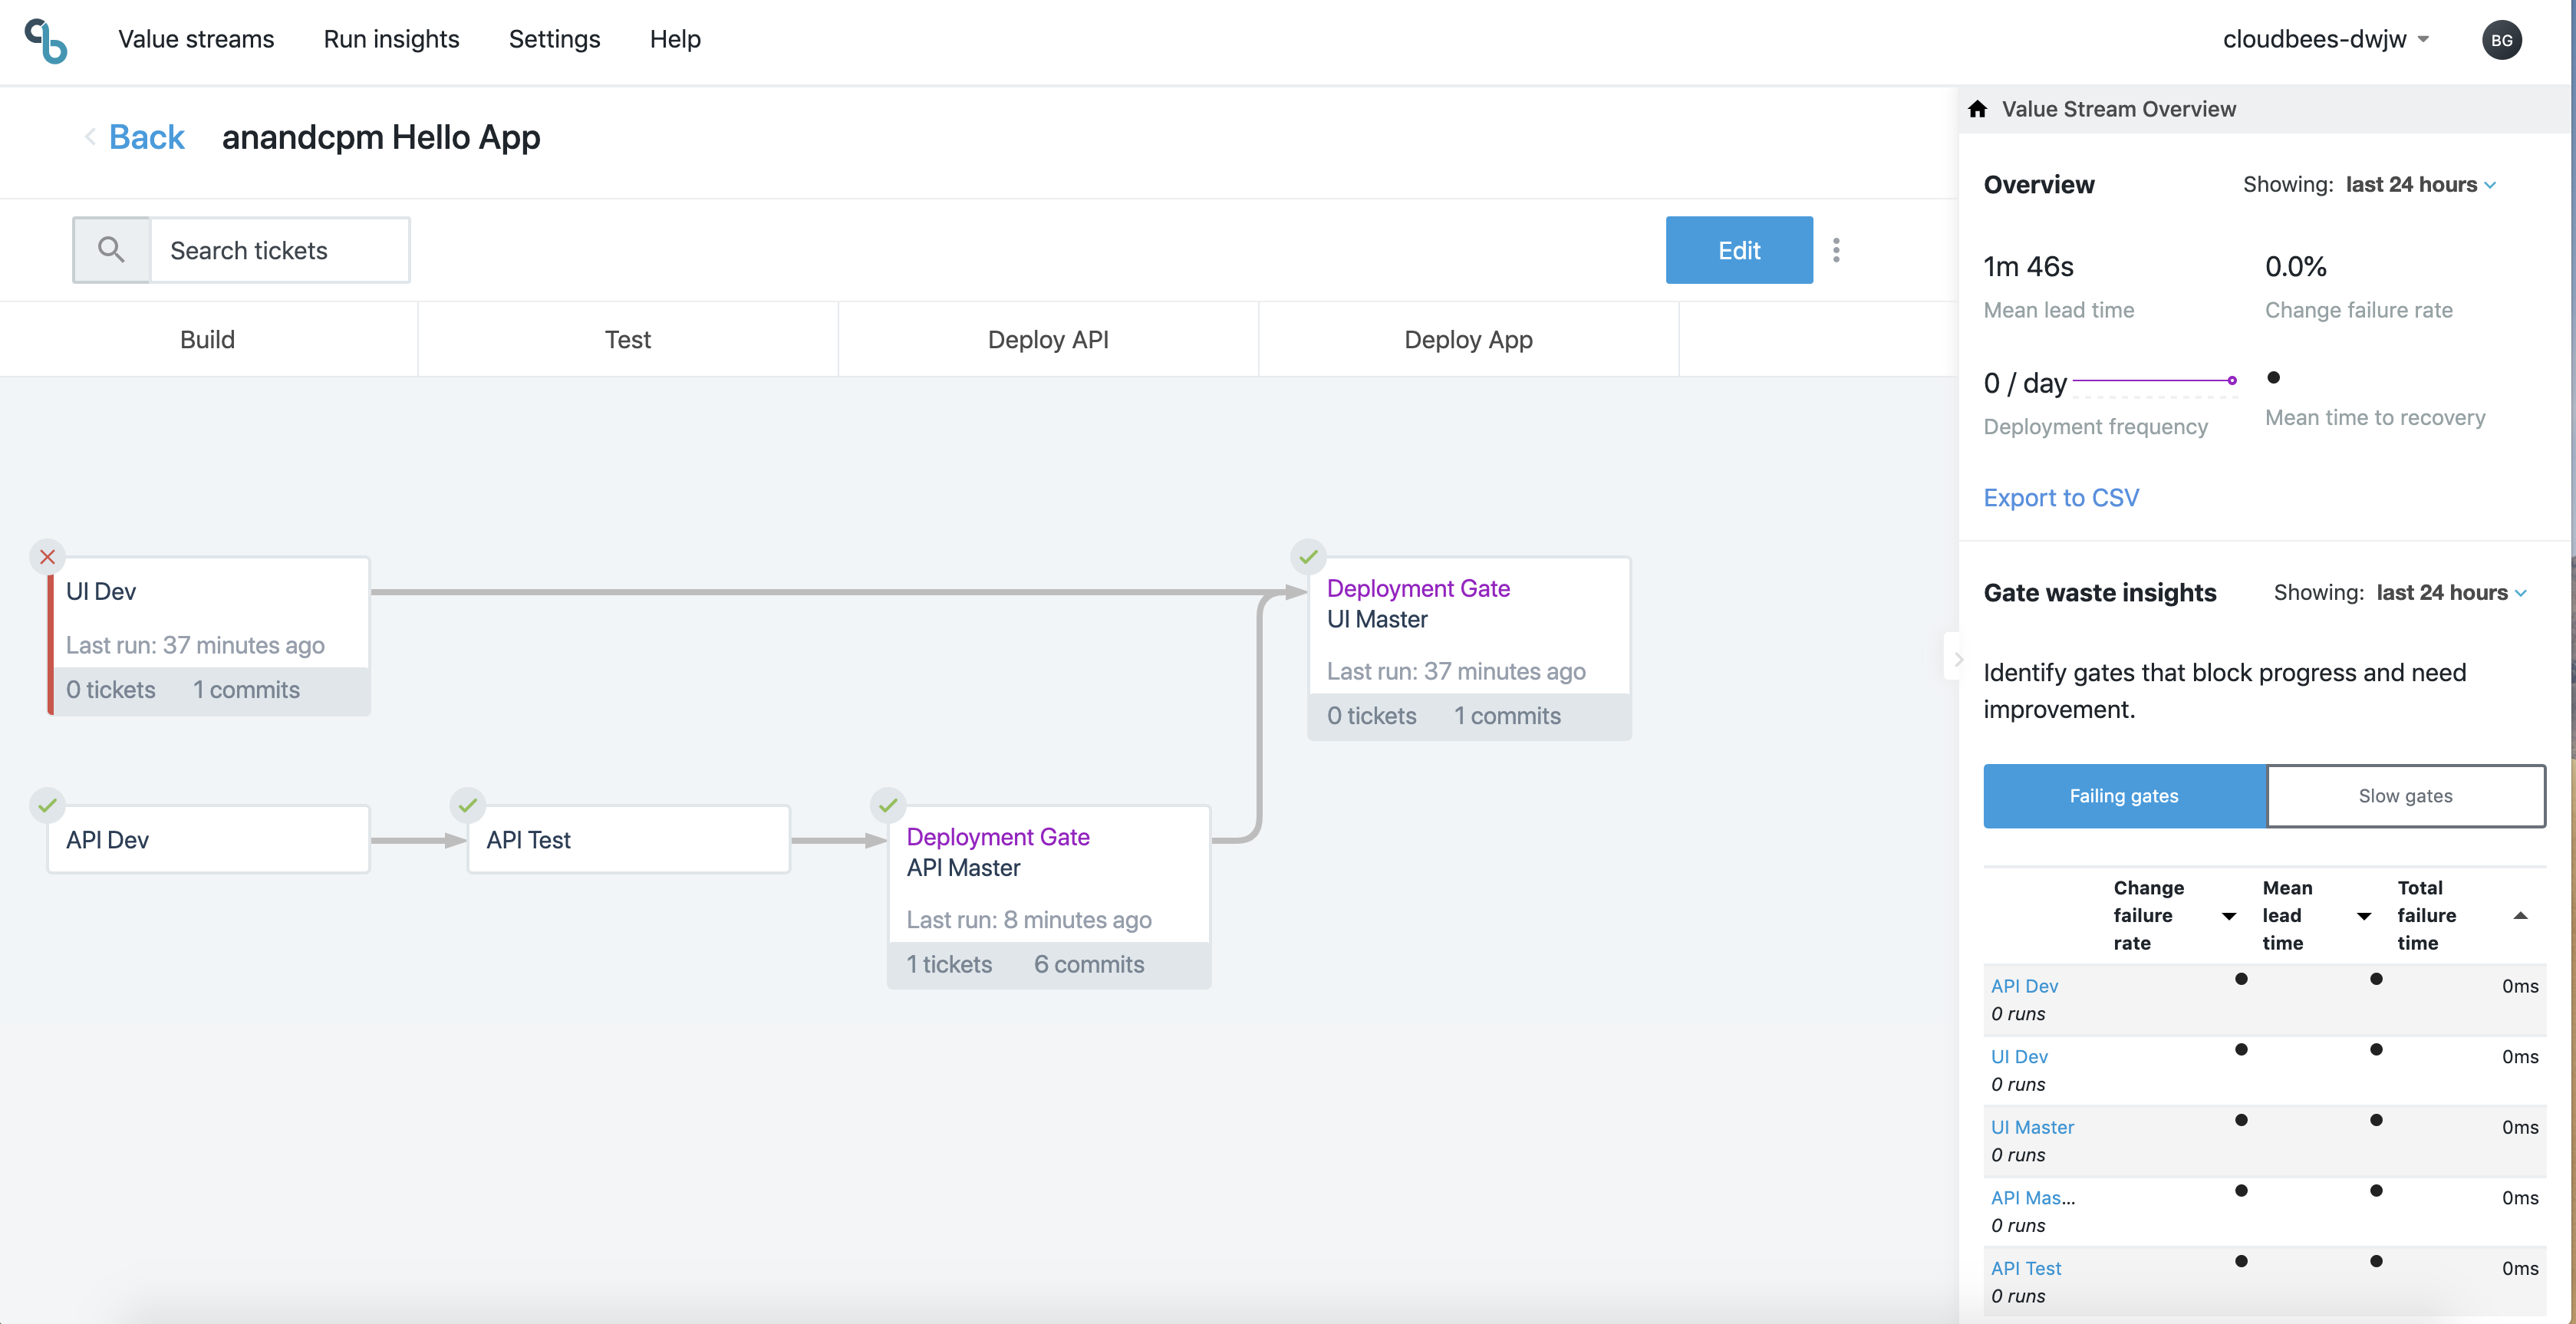 Value streams
Run insights
Settings
Help
cloudbees-dwjw
BG
Back
anandcpm Hello App
Search tickets
Edit
Build
Test
Deploy API
Deploy App
UI Dev
Last run: 37 minutes ago
0 tickets
1 commits
Deployment Gate
UI Master
Last run: 37 minutes ago
0 tickets
1 commits
API Dev
API Test
Deployment Gate
API Master
Last run: 8 minutes ago
1 tickets
6 commits
Value Stream Overview
Overview
Showing: last 24 hours
1m 46s
Mean lead time
0.0%
Change failure rate
0 / day
Deployment frequency
Mean time to recovery
Export to CSV
Gate waste insights
Showing: last 24 hours
Identify gates that block progress and need
improvement.
Failing gates
Slow gates
Change
failure
rate
Mean
lead
time
Total
failure
time
API Dev
0 runs
0ms
UI Dev
0 runs
0ms
UI Master
0 runs
0ms
API Mas...
0 runs
0ms
API Test
0 runs
0ms